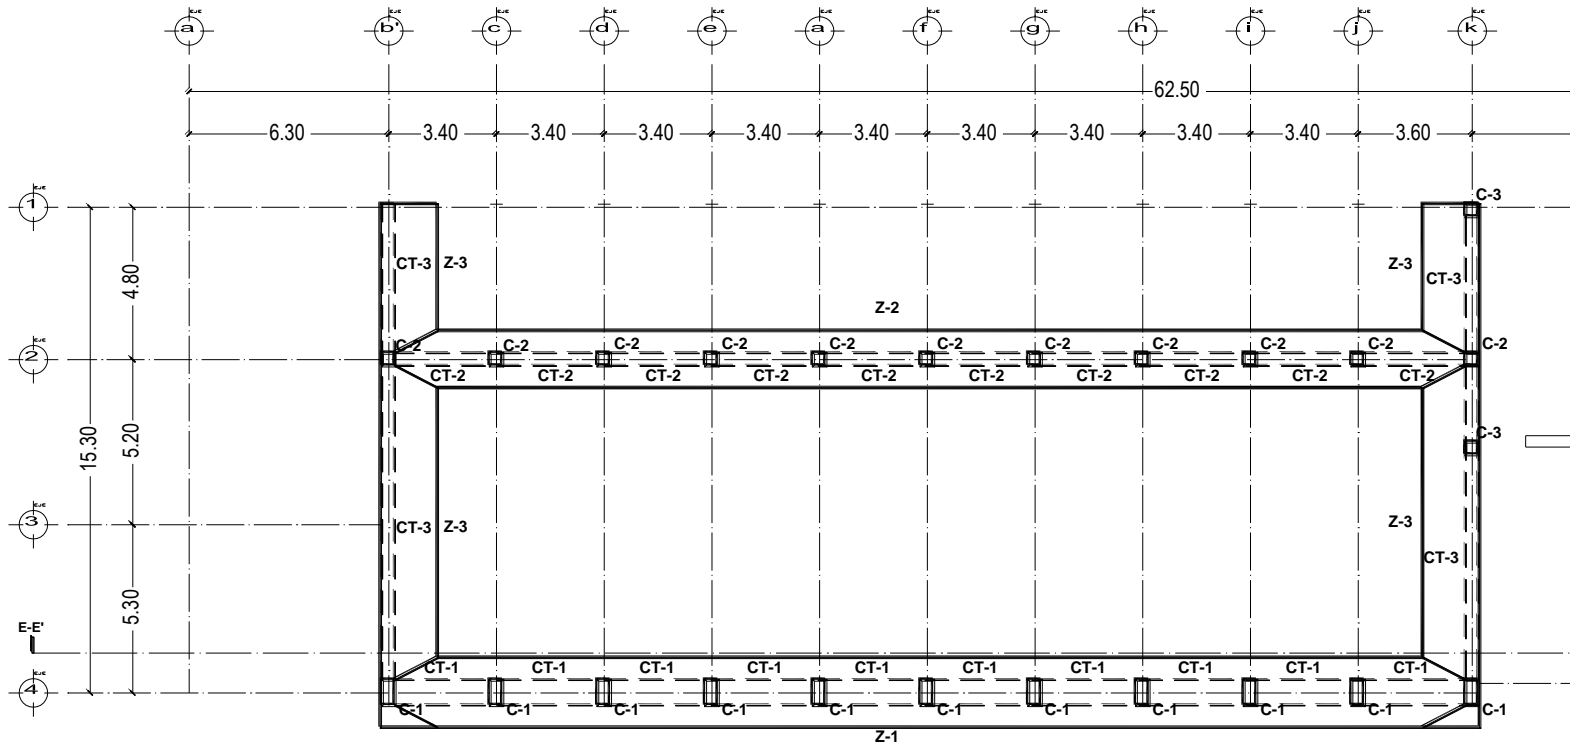 EJE EJE EJE EJE EJE EJE EJE EJE EJE EJE EJE EJE
a b' c d e a f g h i j k
62.50
6.30 3.40 3.40 3.40 3.40 3.40 3.40 3.40 3.40 3.40 3.60
EJE
1 C-3
CT-3 Z-3 Z-3 CT-3
4.80
Z-2
EJE
2 C-2 C-2 C-2 C-2 C-2 C-2 C-2 C-2 C-2 C-2 C-2
CT-2 CT-2 CT-2 CT-2 CT-2 CT-2 CT-2 CT-2 CT-2 CT-2
15.30 5.20 C-3
EJE
3 CT-3 Z-3 Z-3 CT-3
5.30
E-E'
CT-1 CT-1 CT-1 CT-1 CT-1 CT-1 CT-1 CT-1 CT-1 CT-1
EJE
4 C-1 C-1 C-1 C-1 C-1 C-1 C-1 C-1 C-1 C-1 C-1
Z-1